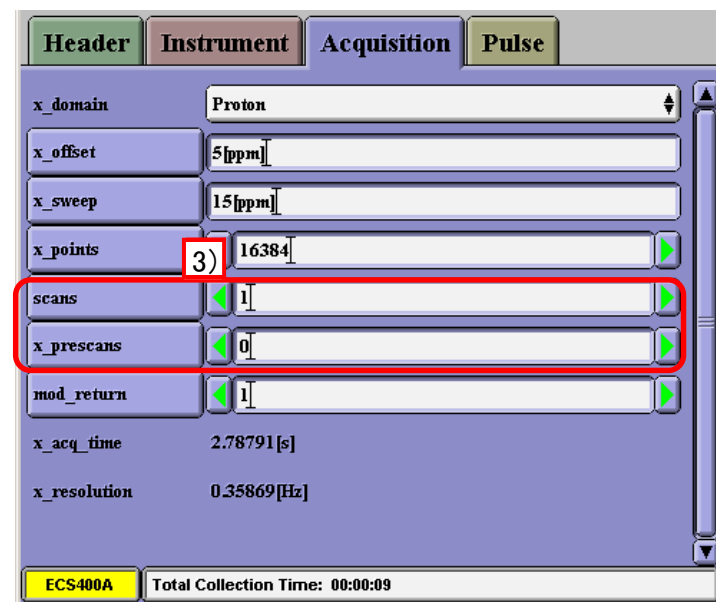 Header Instrument Acquisition Pulse
x_domain Proton
x_offset 5[ppm]
x_sweep 15[ppm]
x_points 16384
3)
scans 1
x_prescans 0
mod_return 1
x_acq_time 2.78791[s]
x_resolution 0.35869[Hz]
ECS400A Total Collection Time: 00:00:09